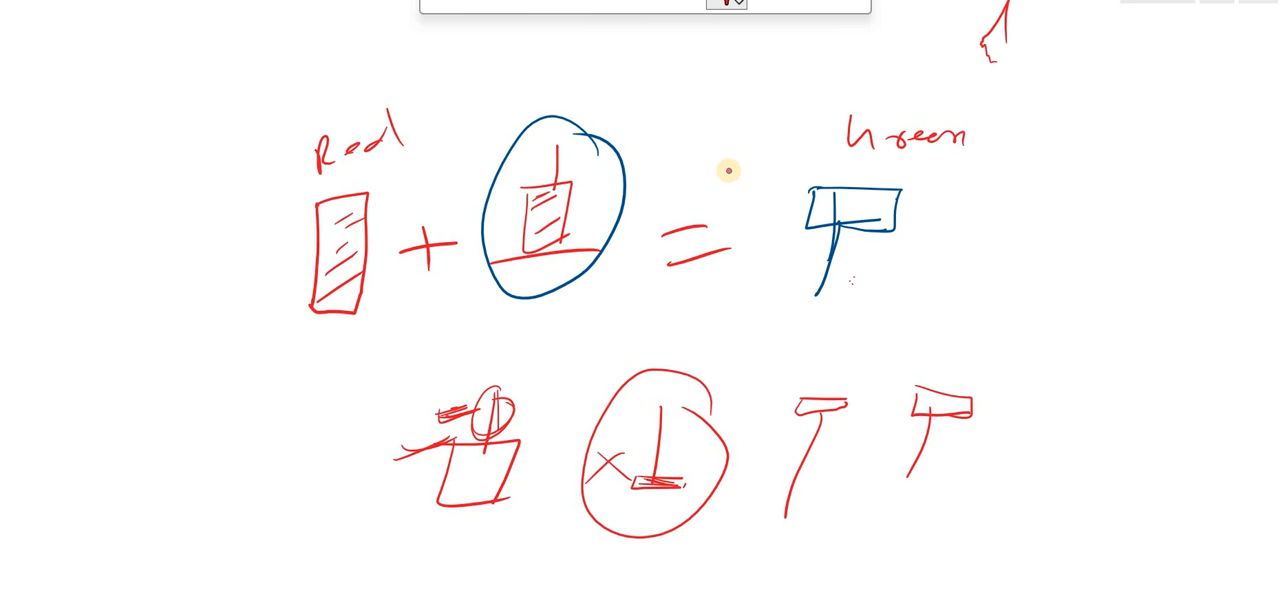 Red
Green
+
=